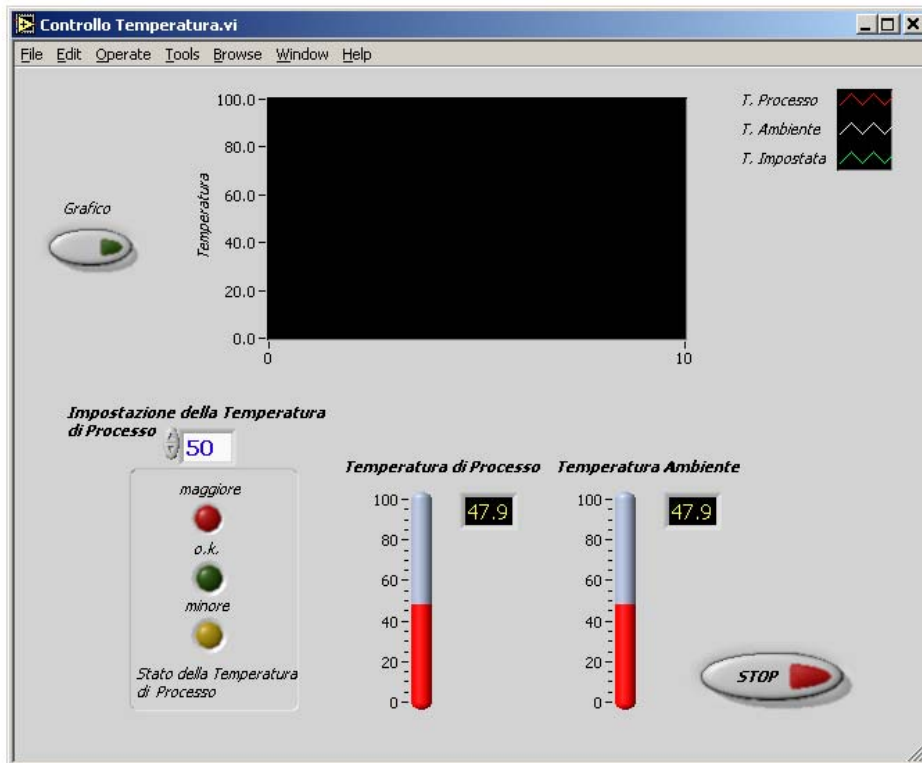 Controllo Temperatura.vi
File Edit Operate Tools Browse Window Help
Grafico
Temperatura
100.0
80.0
60.0
40.0
20.0
0.0
0
10
T. Processo
T. Ambiente
T. Impostata
Impostazione della Temperatura
di Processo
50
maggiore
o.k.
minore
Stato della Temperatura
di Processo
Temperatura di Processo
47.9
100
80
60
40
20
0
Temperatura Ambiente
47.9
100
80
60
40
20
0
STOP